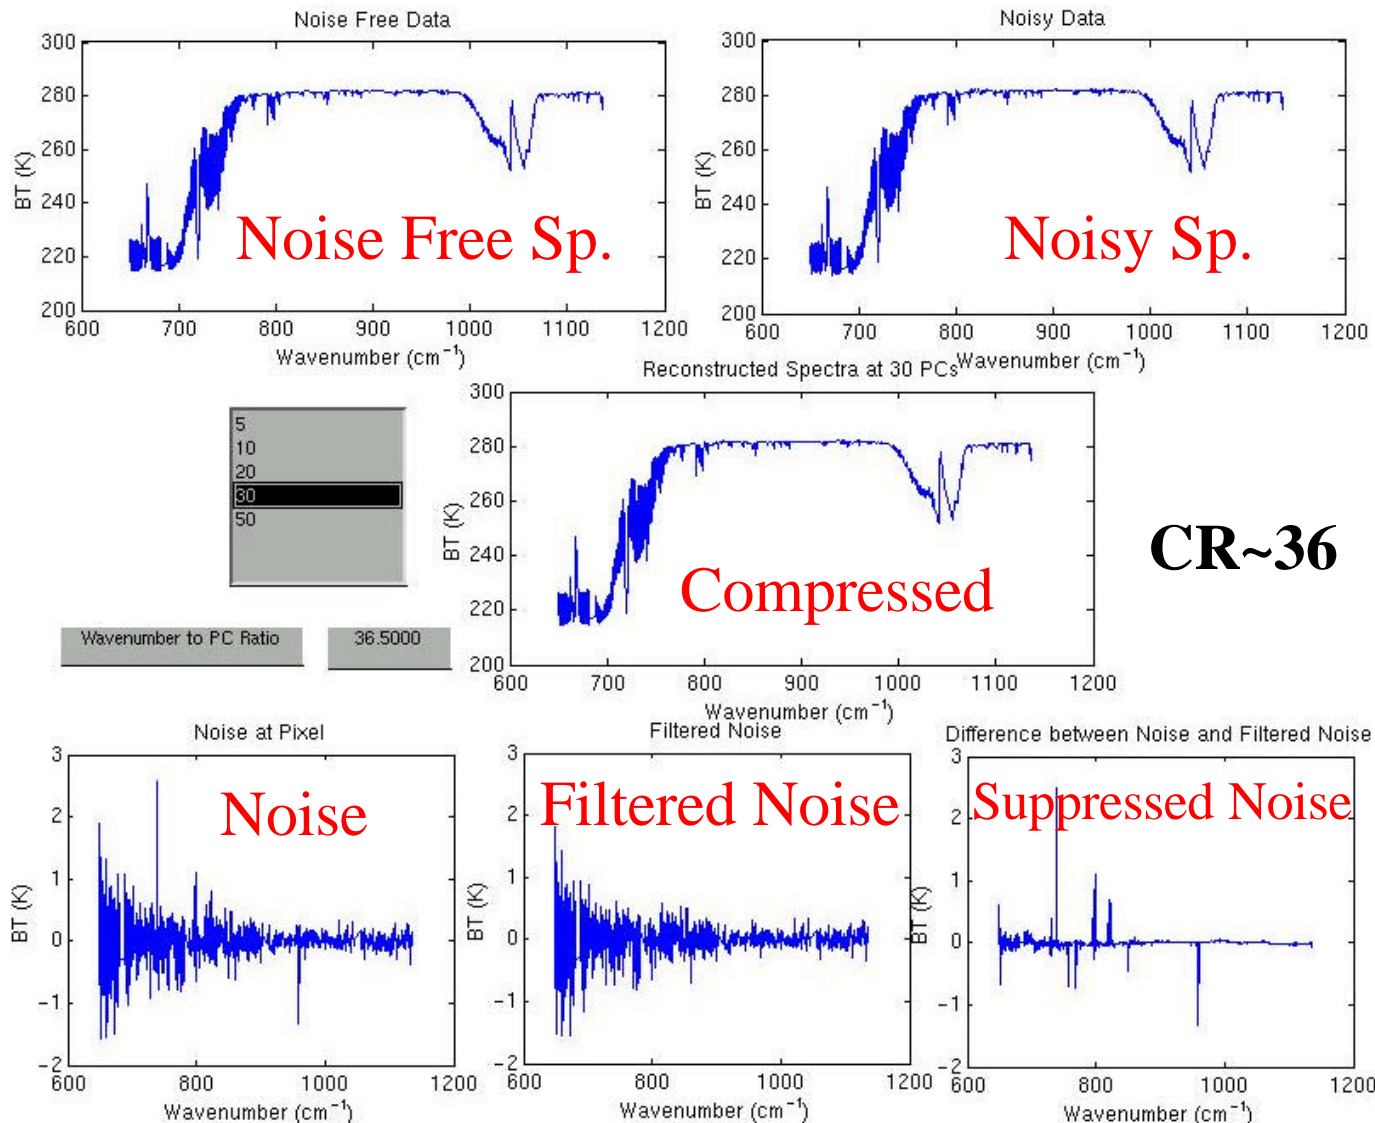 Noise Free Data
300
280
260
240
220
200
BT (K)
Noise Free Sp.
600 700 800 900 1000 1100 1200
Wavenumber (cm⁻¹)
Noisy Data
300
280
260
240
220
200
BT (K)
Noisy Sp.
600 700 800 900 1000 1100 1200
Wavenumber (cm⁻¹)
5
10
20
30
50
Wavenumber to PC Ratio
36.5000
Reconstructed Spectra at 30 PCs
300
280
260
240
220
200
BT (K)
Compressed
600 700 800 900 1000 1100 1200
Wavenumber (cm⁻¹)
CR~36
Noise at Pixel
3
2
1
0
−1
−2
BT (K)
Noise
600 800 1000 1200
Wavenumber (cm⁻¹)
Filtered Noise
3
2
1
0
−1
−2
BT (K)
Filtered Noise
600 800 1000 1200
Wavenumber (cm⁻¹)
Difference between Noise and Filtered Noise
3
2
1
0
−1
−2
BT (K)
Suppressed Noise
600 800 1000 1200
Wavenumber (cm⁻¹)